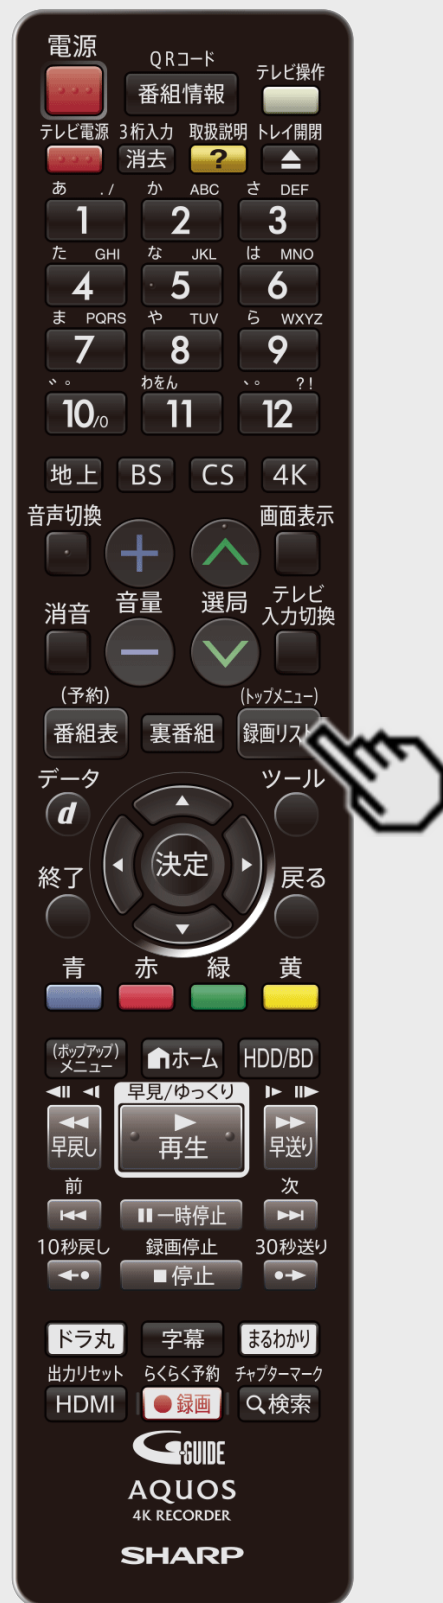 電源
QRコード
番組情報
テレビ操作
テレビ電源 3桁入力 取扱説明 トレイ開閉
消去 ?
あ ./ か ABC さ DEF
1 2 3
た GHI な JKL は MNO
4 5 6
ま PQRS や TUV ら WXYZ
7 8 9
゛゜ わをん 、。 ?!
10/0 11 12
地上 BS CS 4K
音声切換 画面表示
消音 音量 選局 テレビ
入力切換
(予約) (トップメニュー)
番組表 裏番組 録画リスト
データ ツール
d
決定
終了 戻る
青 赤 緑 黄
(ポップアップ)
メニュー ホーム HDD/BD
早見/ゆっくり
早戻し 再生 早送り
前 次
一時停止
10秒戻し 録画停止 30秒送り
停止
ドラ丸 字幕 まるわかり
出力リセット らくらく予約 チャプターマーク
HDMI 録画 検索
G-GUIDE
AQUOS
4K RECORDER
SHARP